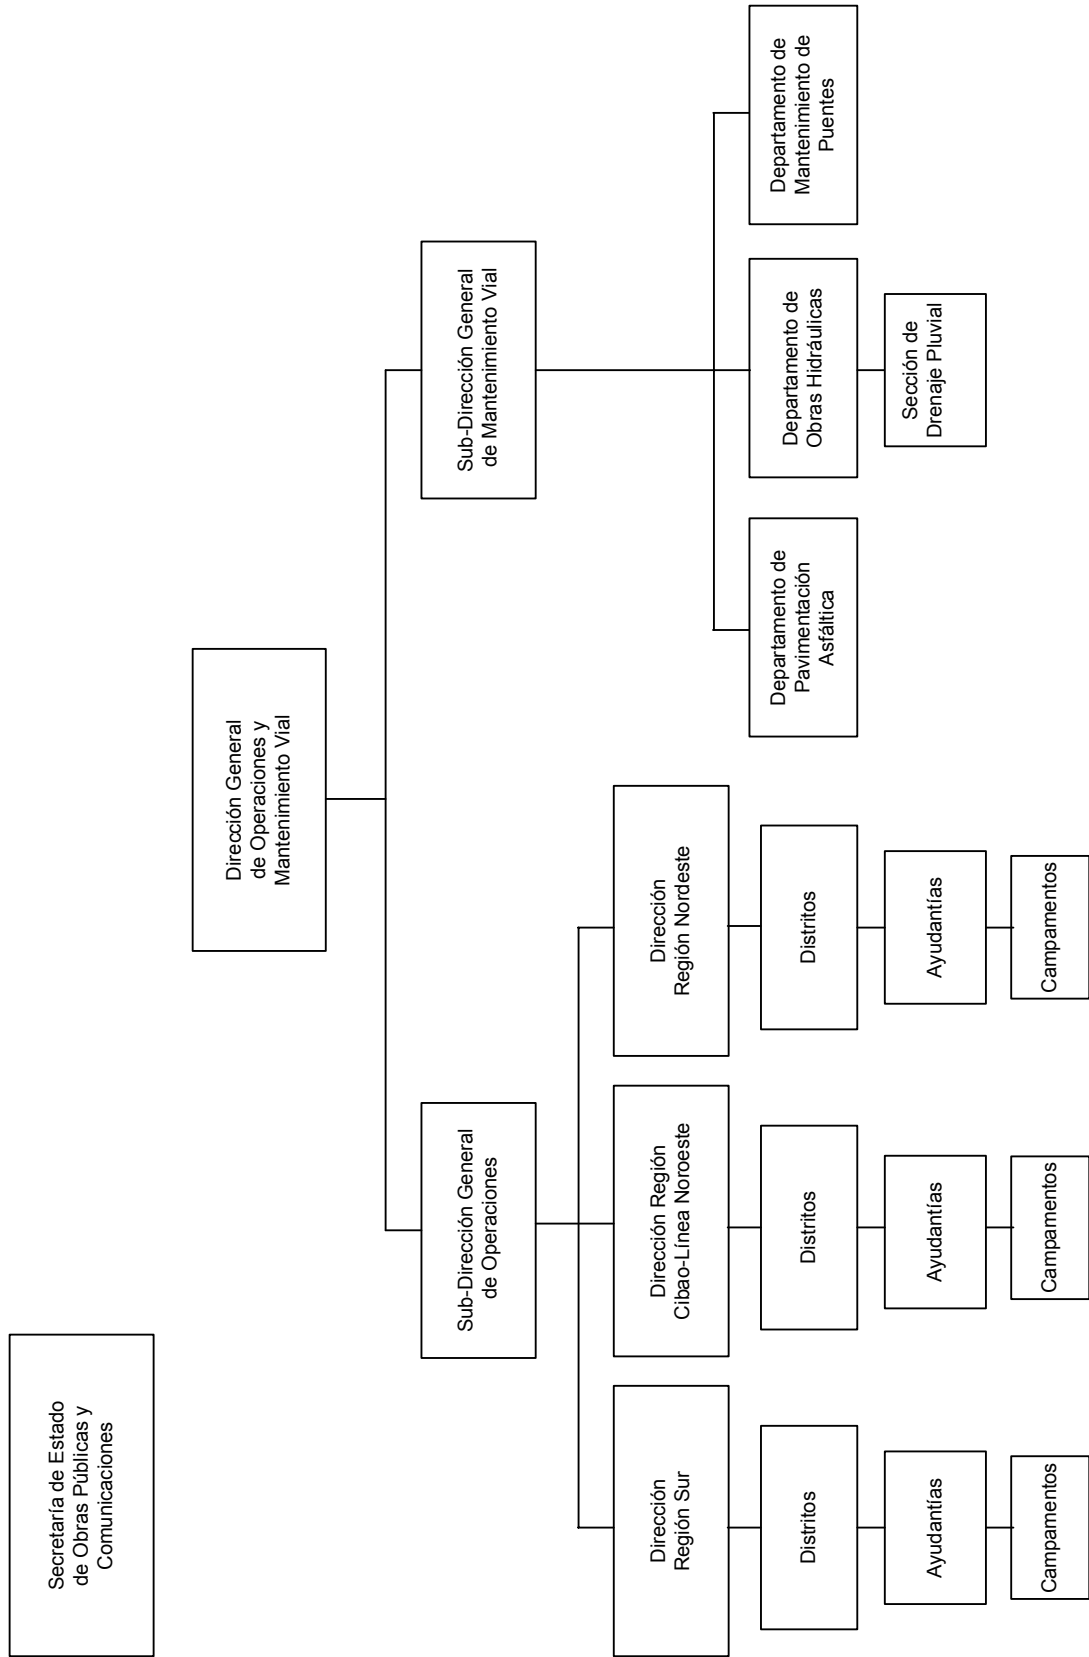 Secretaría de Estado
de Obras Públicas y
Comunicaciones
Dirección General
de Operaciones y
Mantenimiento Vial
Sub-Dirección General
de Operaciones
Sub-Dirección General
de Mantenimiento Vial
Dirección
Región Sur
Dirección Región
Cibao-Línea Noroeste
Dirección
Región Nordeste
Distritos
Distritos
Distritos
Ayudantías
Ayudantías
Ayudantías
Campamentos
Campamentos
Campamentos
Departamento de
Pavimentación
Asfáltica
Departamento de
Obras Hidráulicas
Departamento de
Mantenimiento de
Puentes
Sección de
Drenaje Pluvial